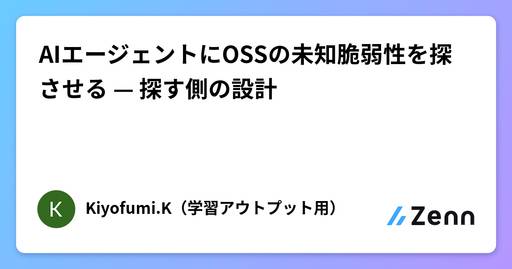 AIエージェントにOSSの未知脆弱性を探
させる — 探す側の設計
K
Kiyofumi.K（学習アウトプット用）
Zenn